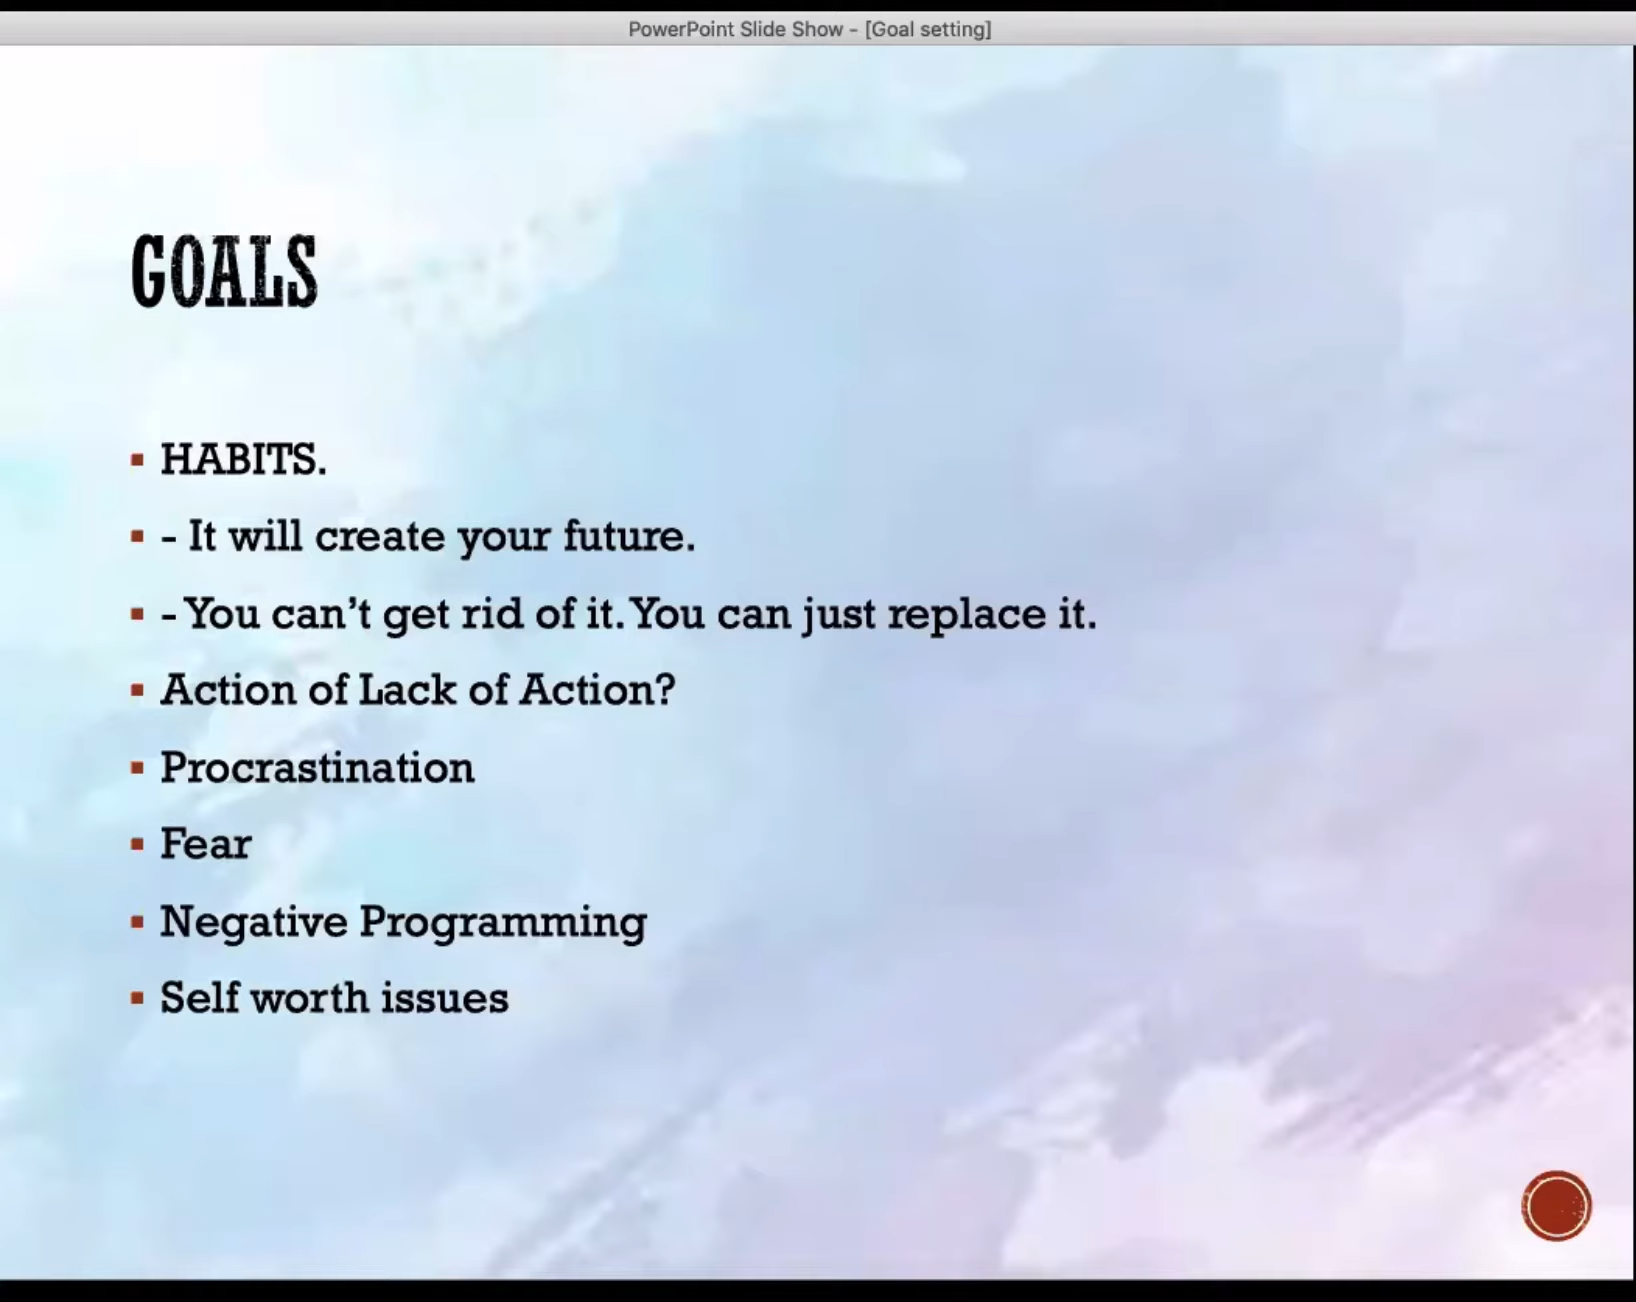 PowerPoint Slide Show - [Goal setting]
GOALS
▪ HABITS.
▪ - It will create your future.
▪ - You can't get rid of it. You can just replace it.
▪ Action of Lack of Action?
▪ Procrastination
▪ Fear
▪ Negative Programming
▪ Self worth issues